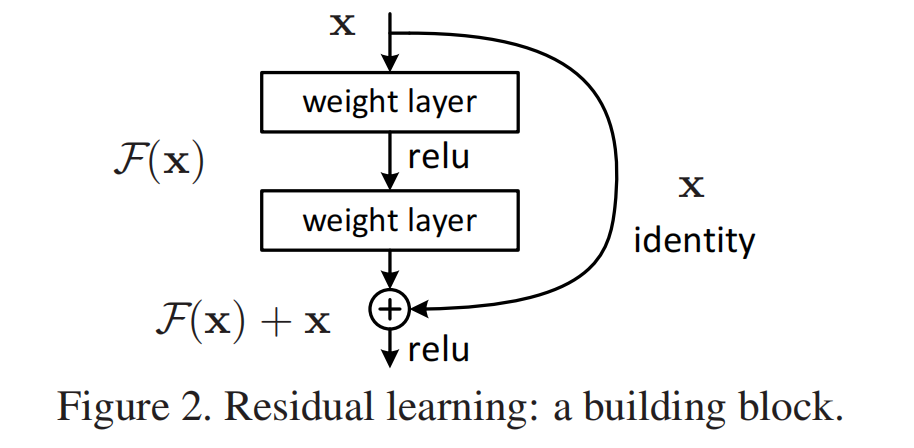 x
weight layer
F(x)
relu
x
weight layer
identity
F(x) + x
+
relu
Figure 2. Residual learning: a building block.